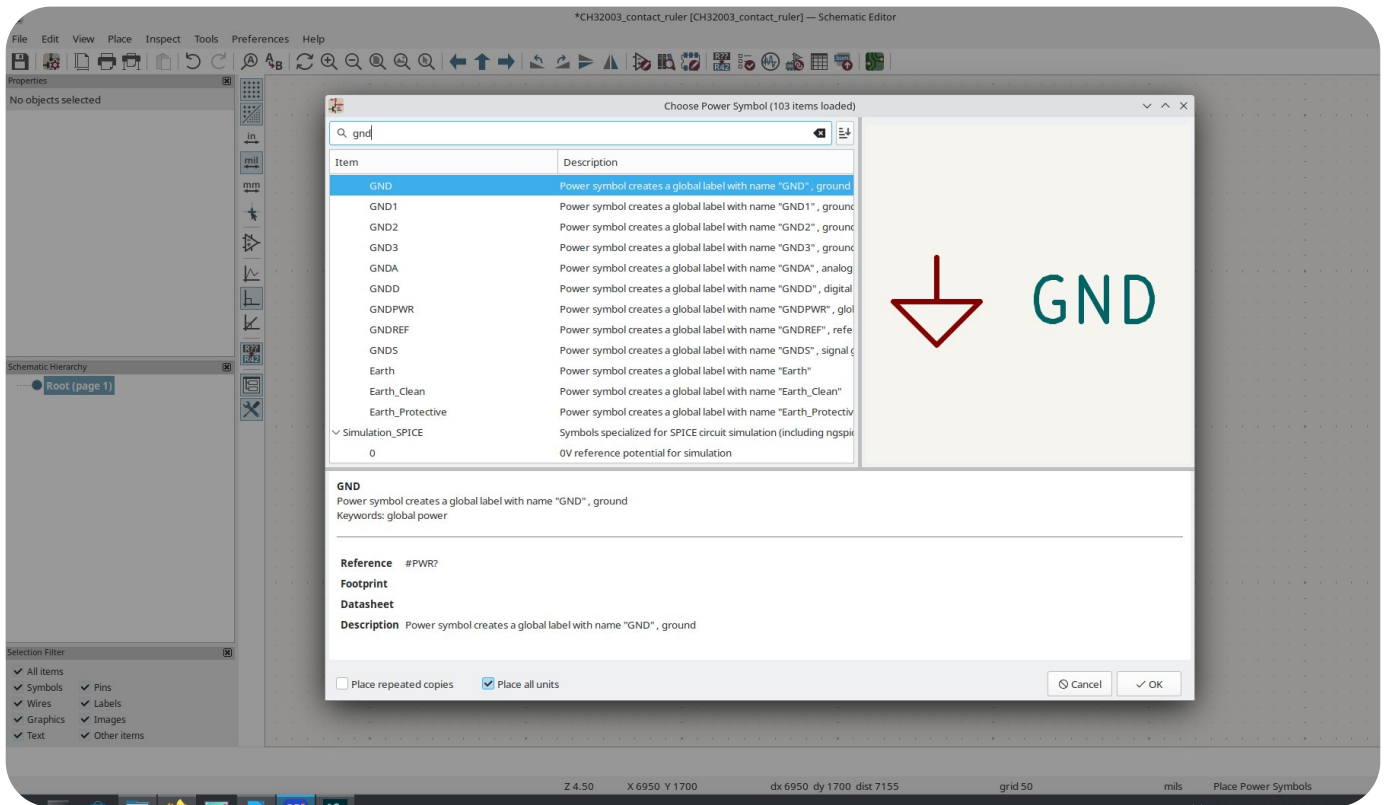 *CH32003_contact_ruler [CH32003_contact_ruler] — Schematic Editor
File Edit View Place Inspect Tools Preferences Help
Properties
No objects selected
in
mil
mm
Schematic Hierarchy
Root (page 1)
Selection Filter
All items
Symbols Pins
Wires Labels
Graphics Images
Text Other items
Choose Power Symbol (103 items loaded)
gnd
Item Description
GND Power symbol creates a global label with name "GND" , ground
GND1 Power symbol creates a global label with name "GND1" , ground
GND2 Power symbol creates a global label with name "GND2" , ground
GND3 Power symbol creates a global label with name "GND3" , ground
GNDA Power symbol creates a global label with name "GNDA" , analog
GNDD Power symbol creates a global label with name "GNDD" , digital
GNDPWR Power symbol creates a global label with name "GNDPWR" , glol
GNDREF Power symbol creates a global label with name "GNDREF" , refe
GNDS Power symbol creates a global label with name "GNDS" , signal g
Earth Power symbol creates a global label with name "Earth"
Earth_Clean Power symbol creates a global label with name "Earth_Clean"
Earth_Protective Power symbol creates a global label with name "Earth_Protectiv
Simulation_SPICE Symbols specialized for SPICE circuit simulation (including ngspic
0 0V reference potential for simulation
GND
GND
Power symbol creates a global label with name "GND" , ground
Keywords: global power
Reference #PWR?
Footprint
Datasheet
Description Power symbol creates a global label with name "GND" , ground
Place repeated copies Place all units
Cancel OK
Z 4.50 X 6950 Y 1700 dx 6950 dy 1700 dist 7155 grid 50 mils Place Power Symbols